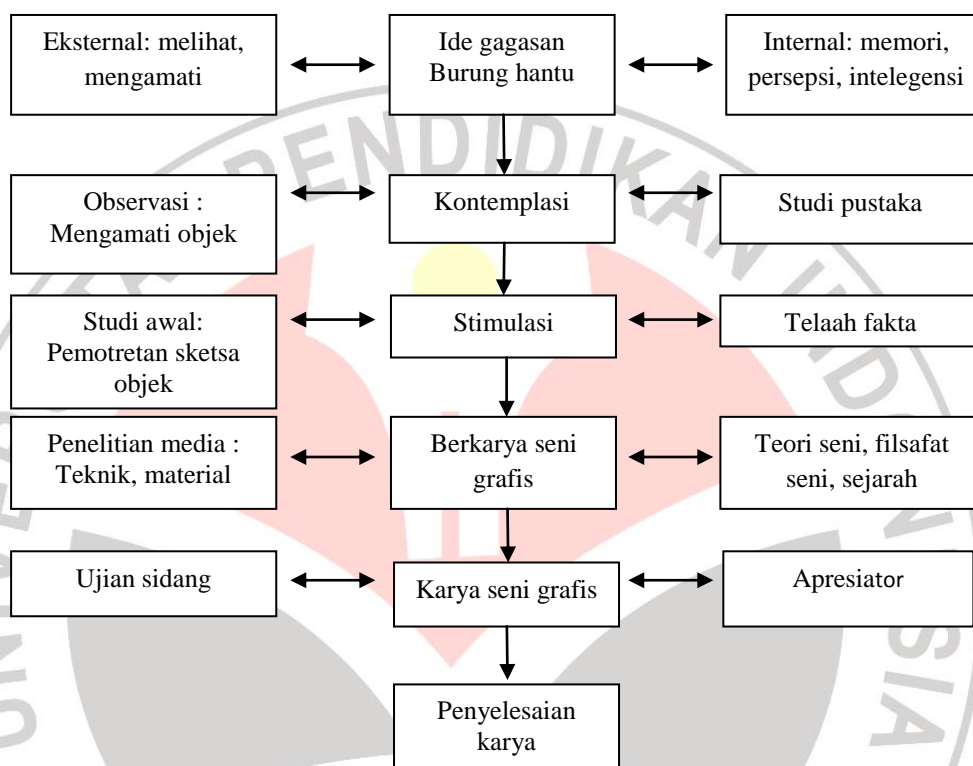 Eksternal: melihat,
mengamati
Ide gagasan
Burung hantu
Internal: memori,
persepsi, intelegensi
Observasi :
Mengamati objek
Kontemplasi
Studi pustaka
Studi awal:
Pemotretan sketsa
objek
Stimulasi
Telaah fakta
Penelitian media :
Teknik, material
Berkarya seni
grafis
Teori seni, filsafat
seni, sejarah
Ujian sidang
Karya seni grafis
Apresiator
Penyelesaian
karya
PENDIDIKAN